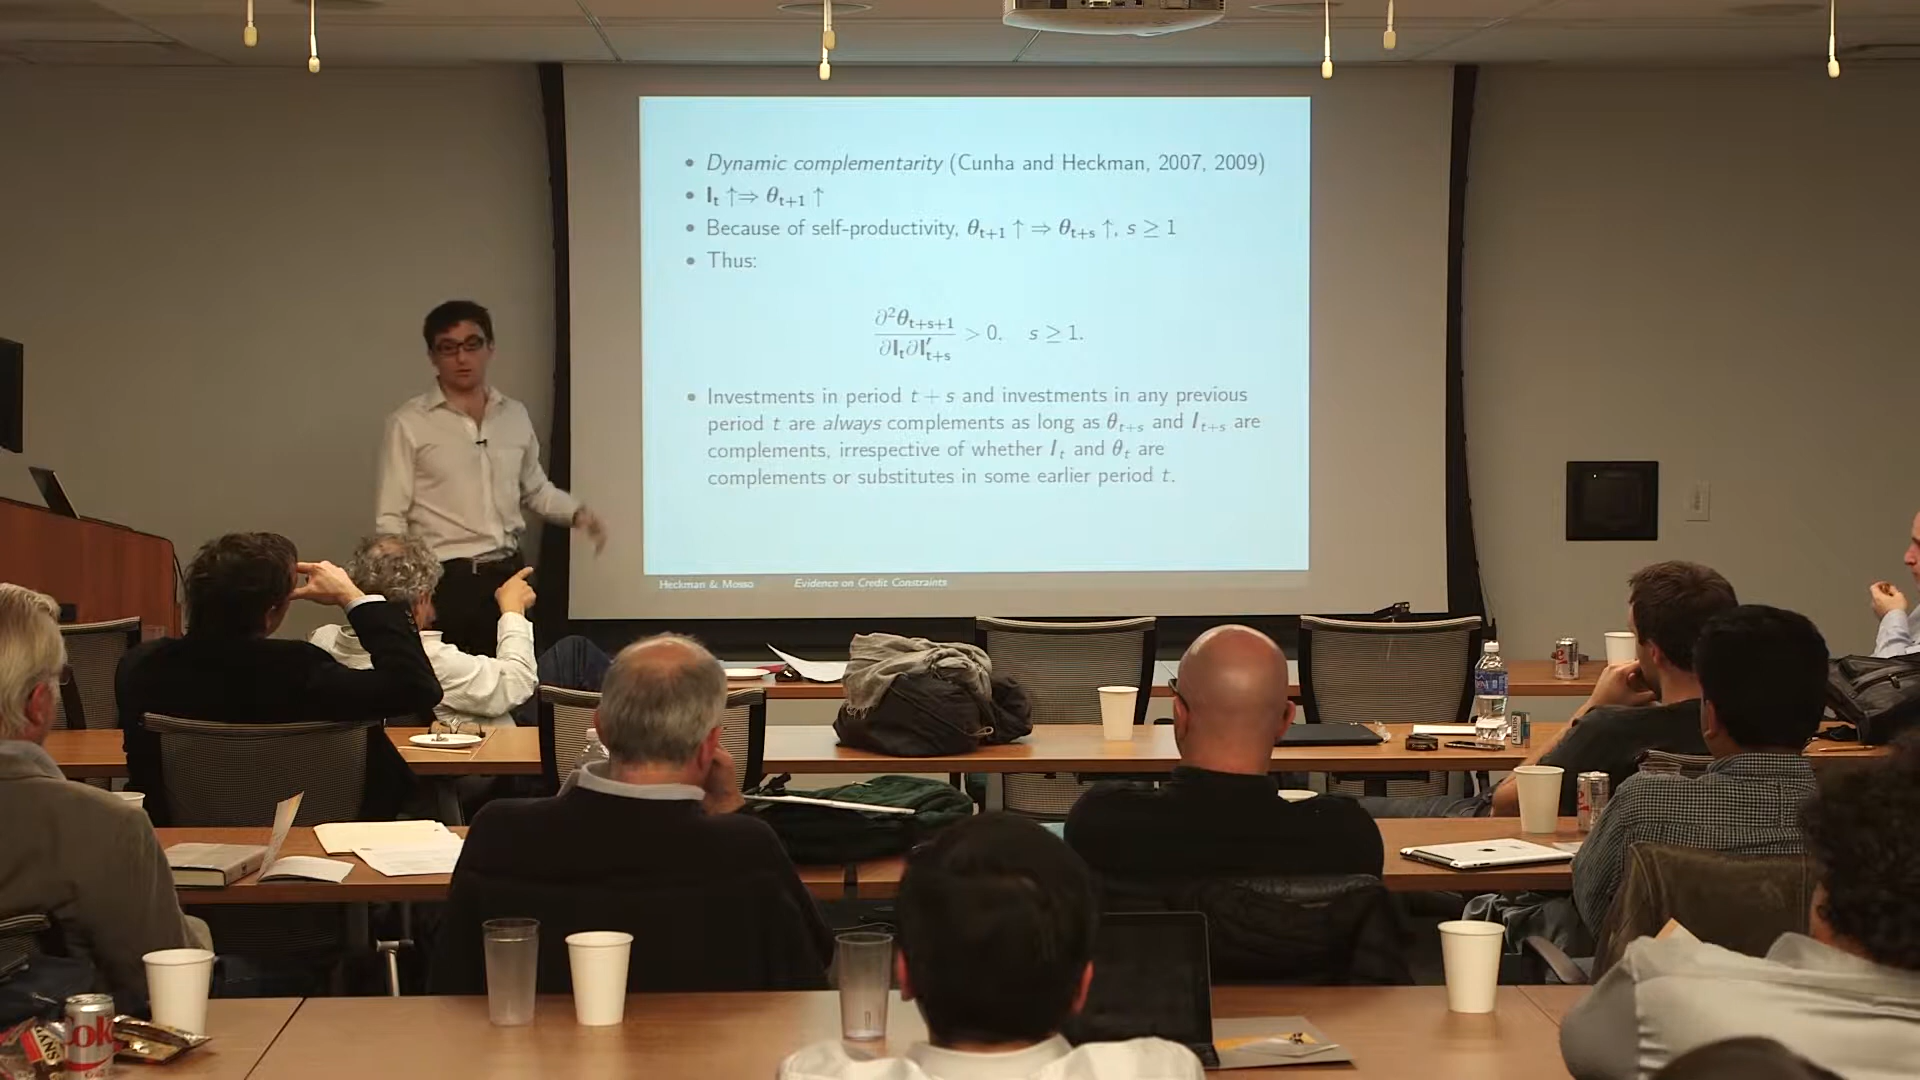 • Dynamic complementarity (Cunha and Heckman, 2007, 2009)
• I_t ↑⇒ θ_{t+1} ↑
• Because of self-productivity, θ_{t+1} ↑ ⇒ θ_{t+s} ↑, s ≥ 1
• Thus:
∂²θ_{t+s+1} / ∂I_t ∂I′_{t+s} > 0. s ≥ 1.
• Investments in period t + s and investments in any previous
period t are always complements as long as θ_{t+s} and I_{t+s} are
complements, irrespective of whether I_t and θ_t are
complements or substitutes in some earlier period t.
Heckman & Mosso Evidence on Credit Constraints
Coke